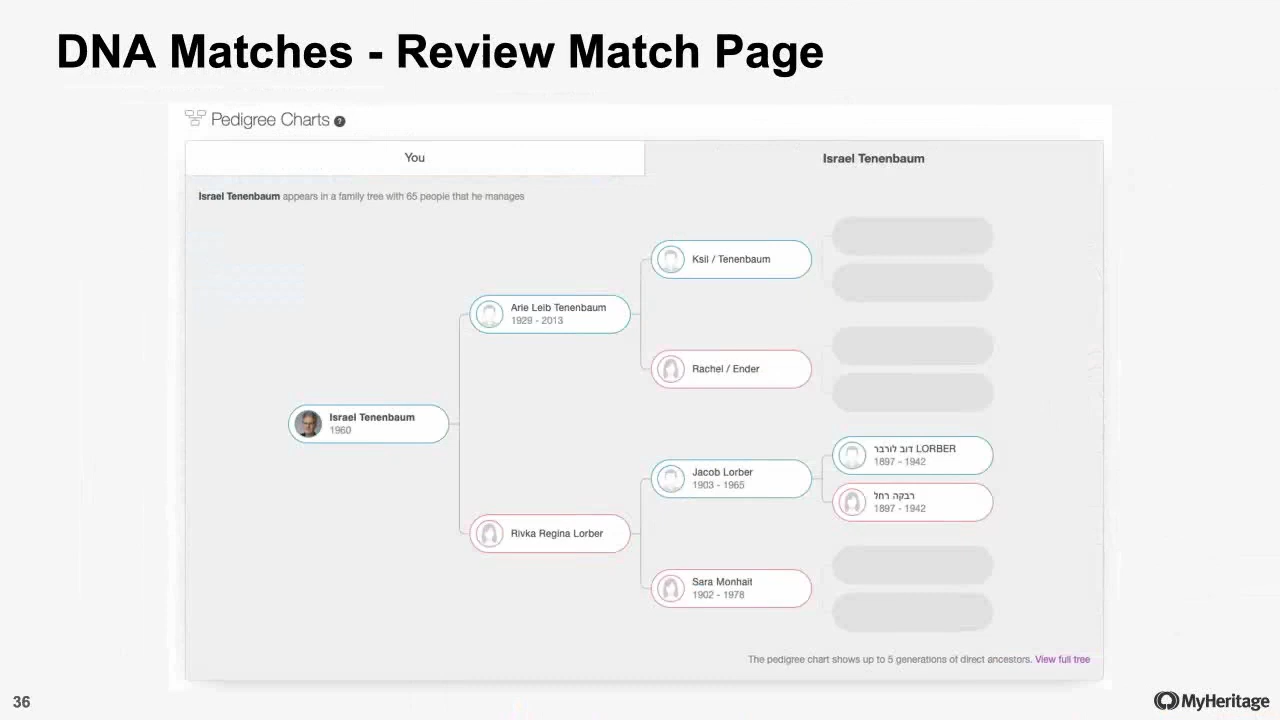 DNA Matches - Review Match Page
Pedigree Charts ?
You
Israel Tenenbaum
Israel Tenenbaum appears in a family tree with 65 people that he manages
Ksil / Tenenbaum
Arie Leib Tenenbaum
1929 - 2013
Rachel / Ender
Israel Tenenbaum
1960
דוב לורבר LORBER
1897 - 1942
Jacob Lorber
1903 - 1965
רבקה רחל
1897 - 1942
Rivka Regina Lorber
Sara Monhait
1902 - 1978
The pedigree chart shows up to 5 generations of direct ancestors. View full tree
36
MyHeritage